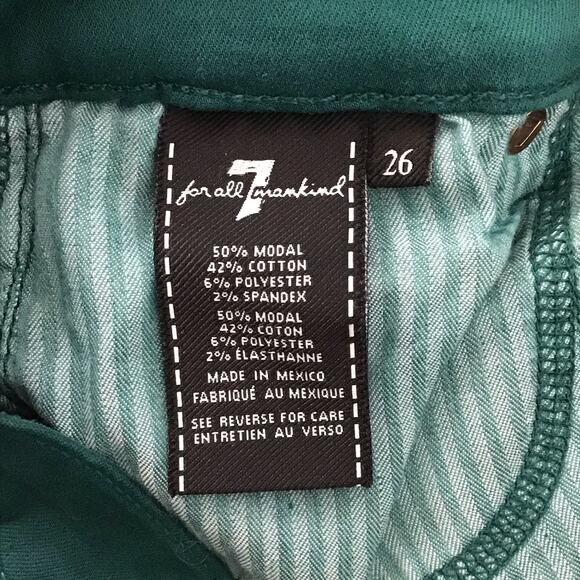 7
for all mankind
26
50% MODAL
42% COTTON
6% POLYESTER
2% SPANDEX
50% MODAL
42% COTON
6% POLYESTER
2% ÉLASTHANNE
MADE IN MEXICO
FABRIQUÉ AU MEXIQUE
SEE REVERSE FOR CARE
ENTRETIEN AU VERSO